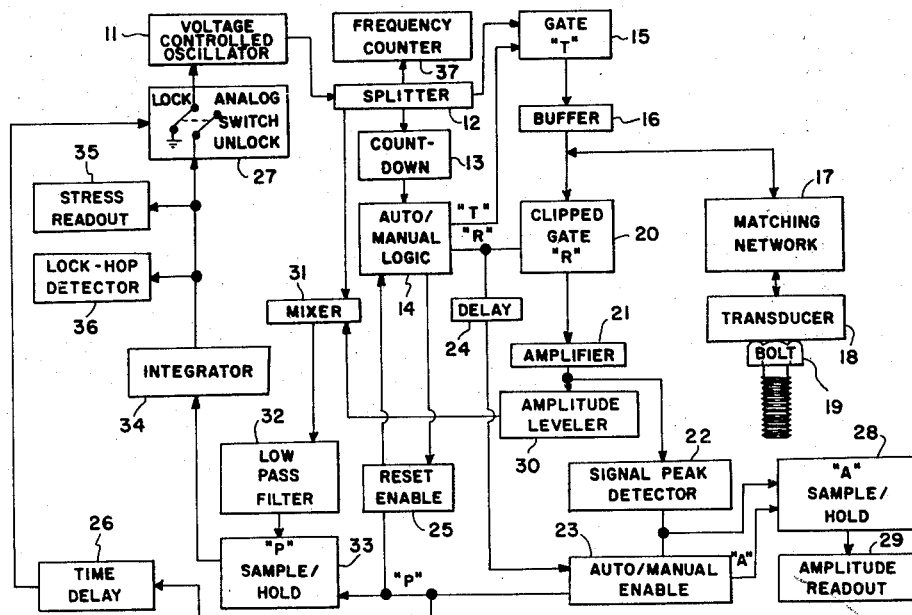 11
VOLTAGE
CONTROLLED
OSCILLATOR
FREQUENCY
COUNTER
37
GATE
"T"
15
SPLITTER
12
LOCK
ANALOG
SWITCH
UNLOCK
27
BUFFER
16
COUNT-
DOWN
13
35
STRESS
READOUT
AUTO/
MANUAL
LOGIC
14
"T"
"R"
CLIPPED
GATE
"R"
20
17
MATCHING
NETWORK
LOCK-HOP
DETECTOR
36
31
MIXER
DELAY
24
21
AMPLIFIER
TRANSDUCER
18
BOLT
19
INTEGRATOR
34
AMPLITUDE
LEVELER
30
32
LOW
PASS
FILTER
RESET
ENABLE
25
22
SIGNAL PEAK
DETECTOR
28
"A"
SAMPLE/
HOLD
26
TIME
DELAY
"P"
SAMPLE/
HOLD
33
"P"
23
AUTO/MANUAL
ENABLE
"A"
29
AMPLITUDE
READOUT